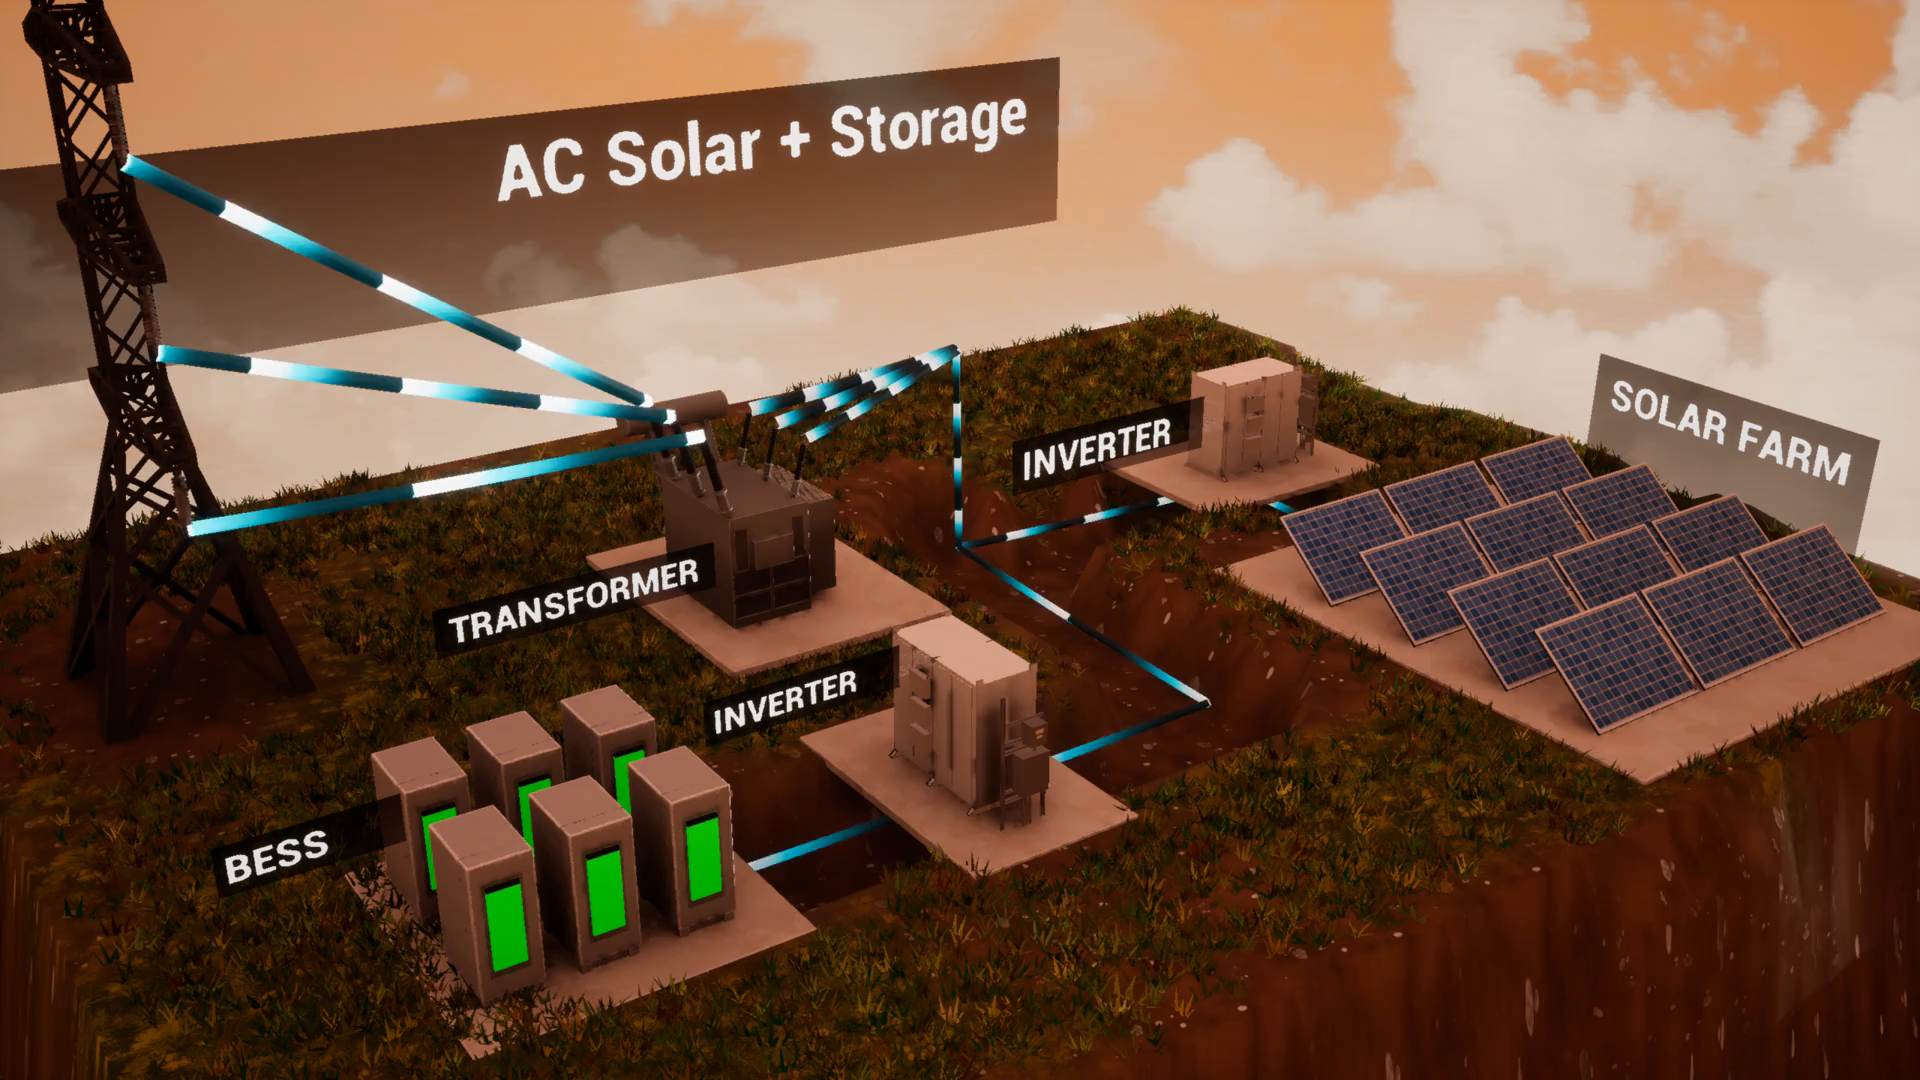 AC Solar + Storage
SOLAR FARM
INVERTER
TRANSFORMER
INVERTER
BESS